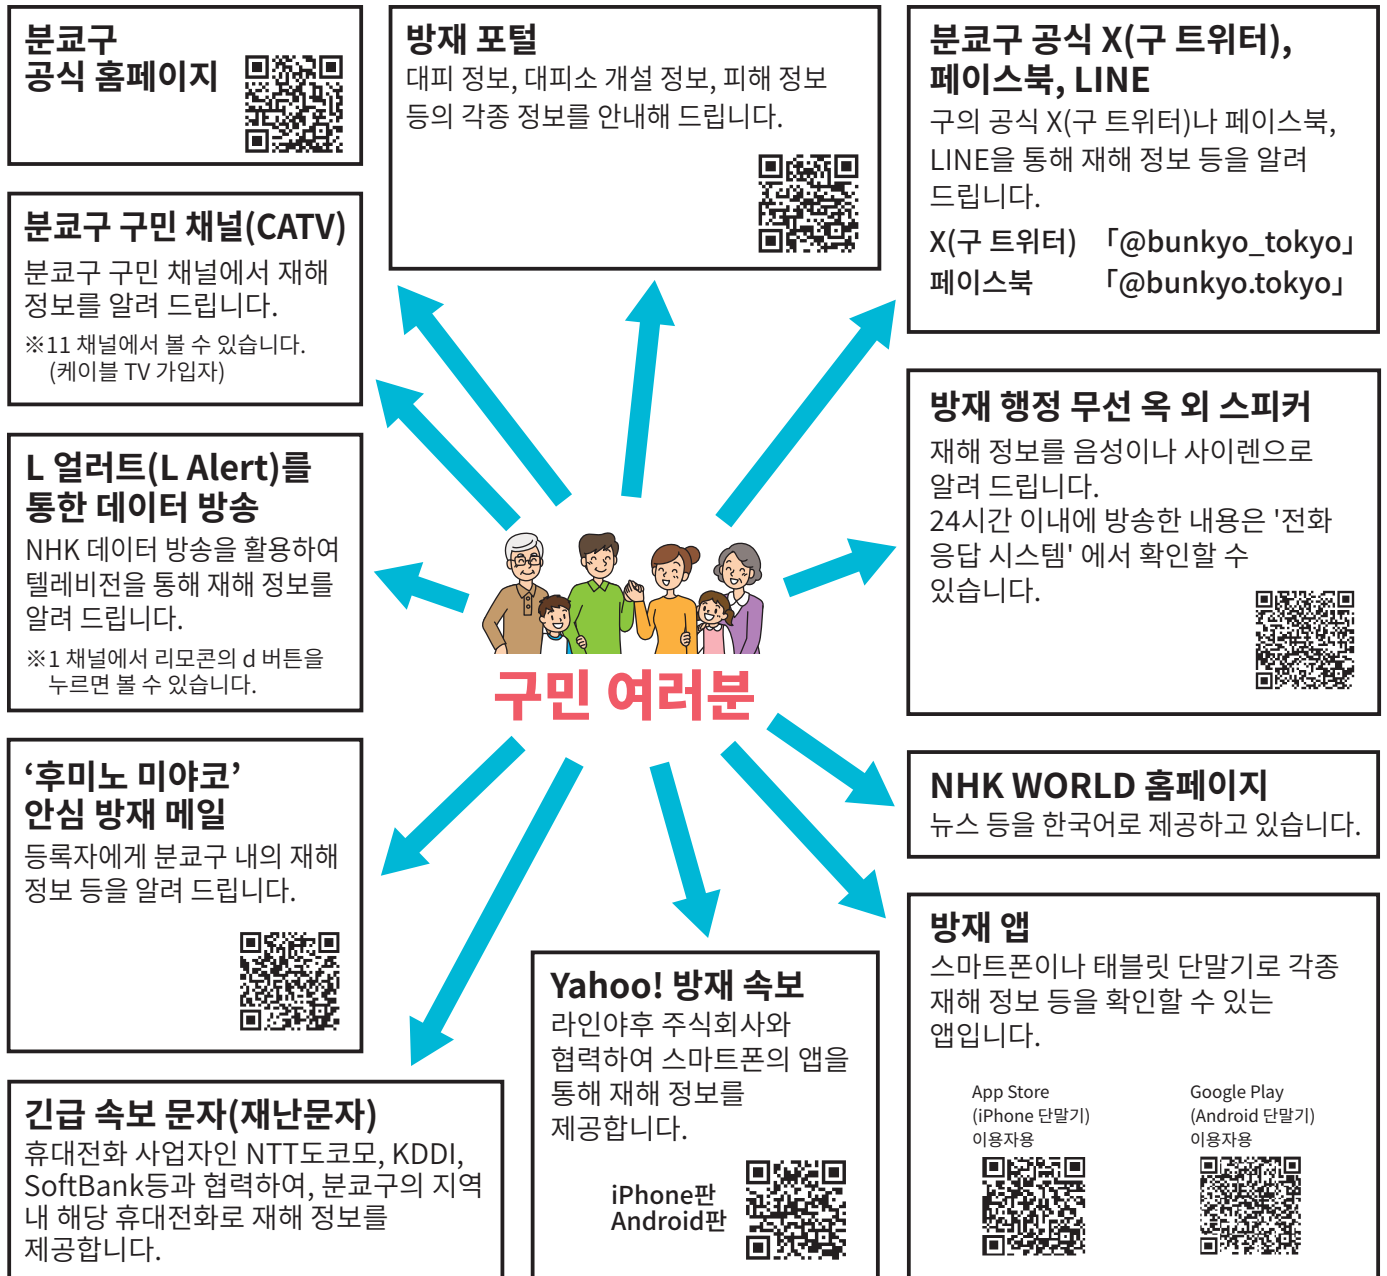 분쿄구
공식 홈페이지
방재 포털
대피 정보, 대피소 개설 정보, 피해 정보
등의 각종 정보를 안내해 드립니다.
분쿄구 공식 X(구 트위터),
페이스북, LINE
구의 공식 X(구 트위터)나 페이스북,
LINE을 통해 재해 정보 등을 알려
드립니다.
X(구 트위터) 「@bunkyo_tokyo」
페이스북 「@bunkyo.tokyo」
분쿄구 구민 채널(CATV)
분쿄구 구민 채널에서 재해
정보를 알려 드립니다.
※11 채널에서 볼 수 있습니다.
(케이블 TV 가입자)
방재 행정 무선 옥 외 스피커
재해 정보를 음성이나 사이렌으로
알려 드립니다.
24시간 이내에 방송한 내용은 '전화
응답 시스템' 에서 확인할 수
있습니다.
L 얼러트(L Alert)를
통한 데이터 방송
NHK 데이터 방송을 활용하여
텔레비전을 통해 재해 정보를
알려 드립니다.
※1 채널에서 리모콘의 d 버튼을
누르면 볼 수 있습니다.
구민 여러분
‘후미노 미야코’
안심 방재 메일
등록자에게 분쿄구 내의 재해
정보 등을 알려 드립니다.
NHK WORLD 홈페이지
뉴스 등을 한국어로 제공하고 있습니다.
긴급 속보 문자(재난문자)
휴대전화 사업자인 NTT도코모, KDDI,
SoftBank등과 협력하여, 분쿄구의 지역
내 해당 휴대전화로 재해 정보를
제공합니다.
Yahoo! 방재 속보
라인야후 주식회사와
협력하여 스마트폰의 앱을
통해 재해 정보를
제공합니다.
iPhone판
Android판
방재 앱
스마트폰이나 태블릿 단말기로 각종
재해 정보 등을 확인할 수 있는
앱입니다.
App Store
(iPhone 단말기)
이용자용
Google Play
(Android 단말기)
이용자용